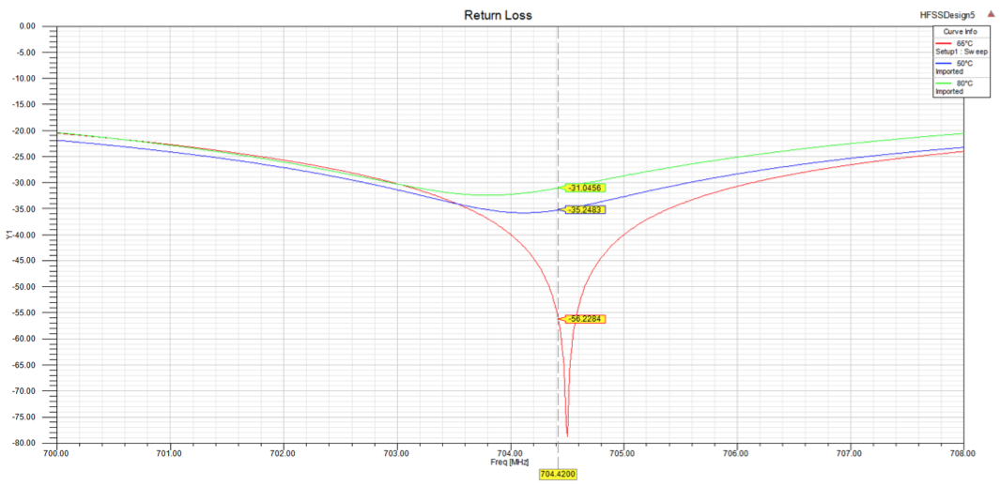 Return Loss
HFSSDesign5
Curve Info
65°C
Setup1 : Sweep
50°C
Imported
80°C
Imported
0.00
-5.00
-10.00
-15.00
-20.00
-25.00
-30.00
-35.00
-40.00
-45.00
-50.00
-55.00
-60.00
-65.00
-70.00
-75.00
-80.00
Y1
-31.0456
-35.2483
-56.2284
700.00 701.00 702.00 703.00 704.00 705.00 706.00 707.00 708.00
Freq [MHz]
704.4200